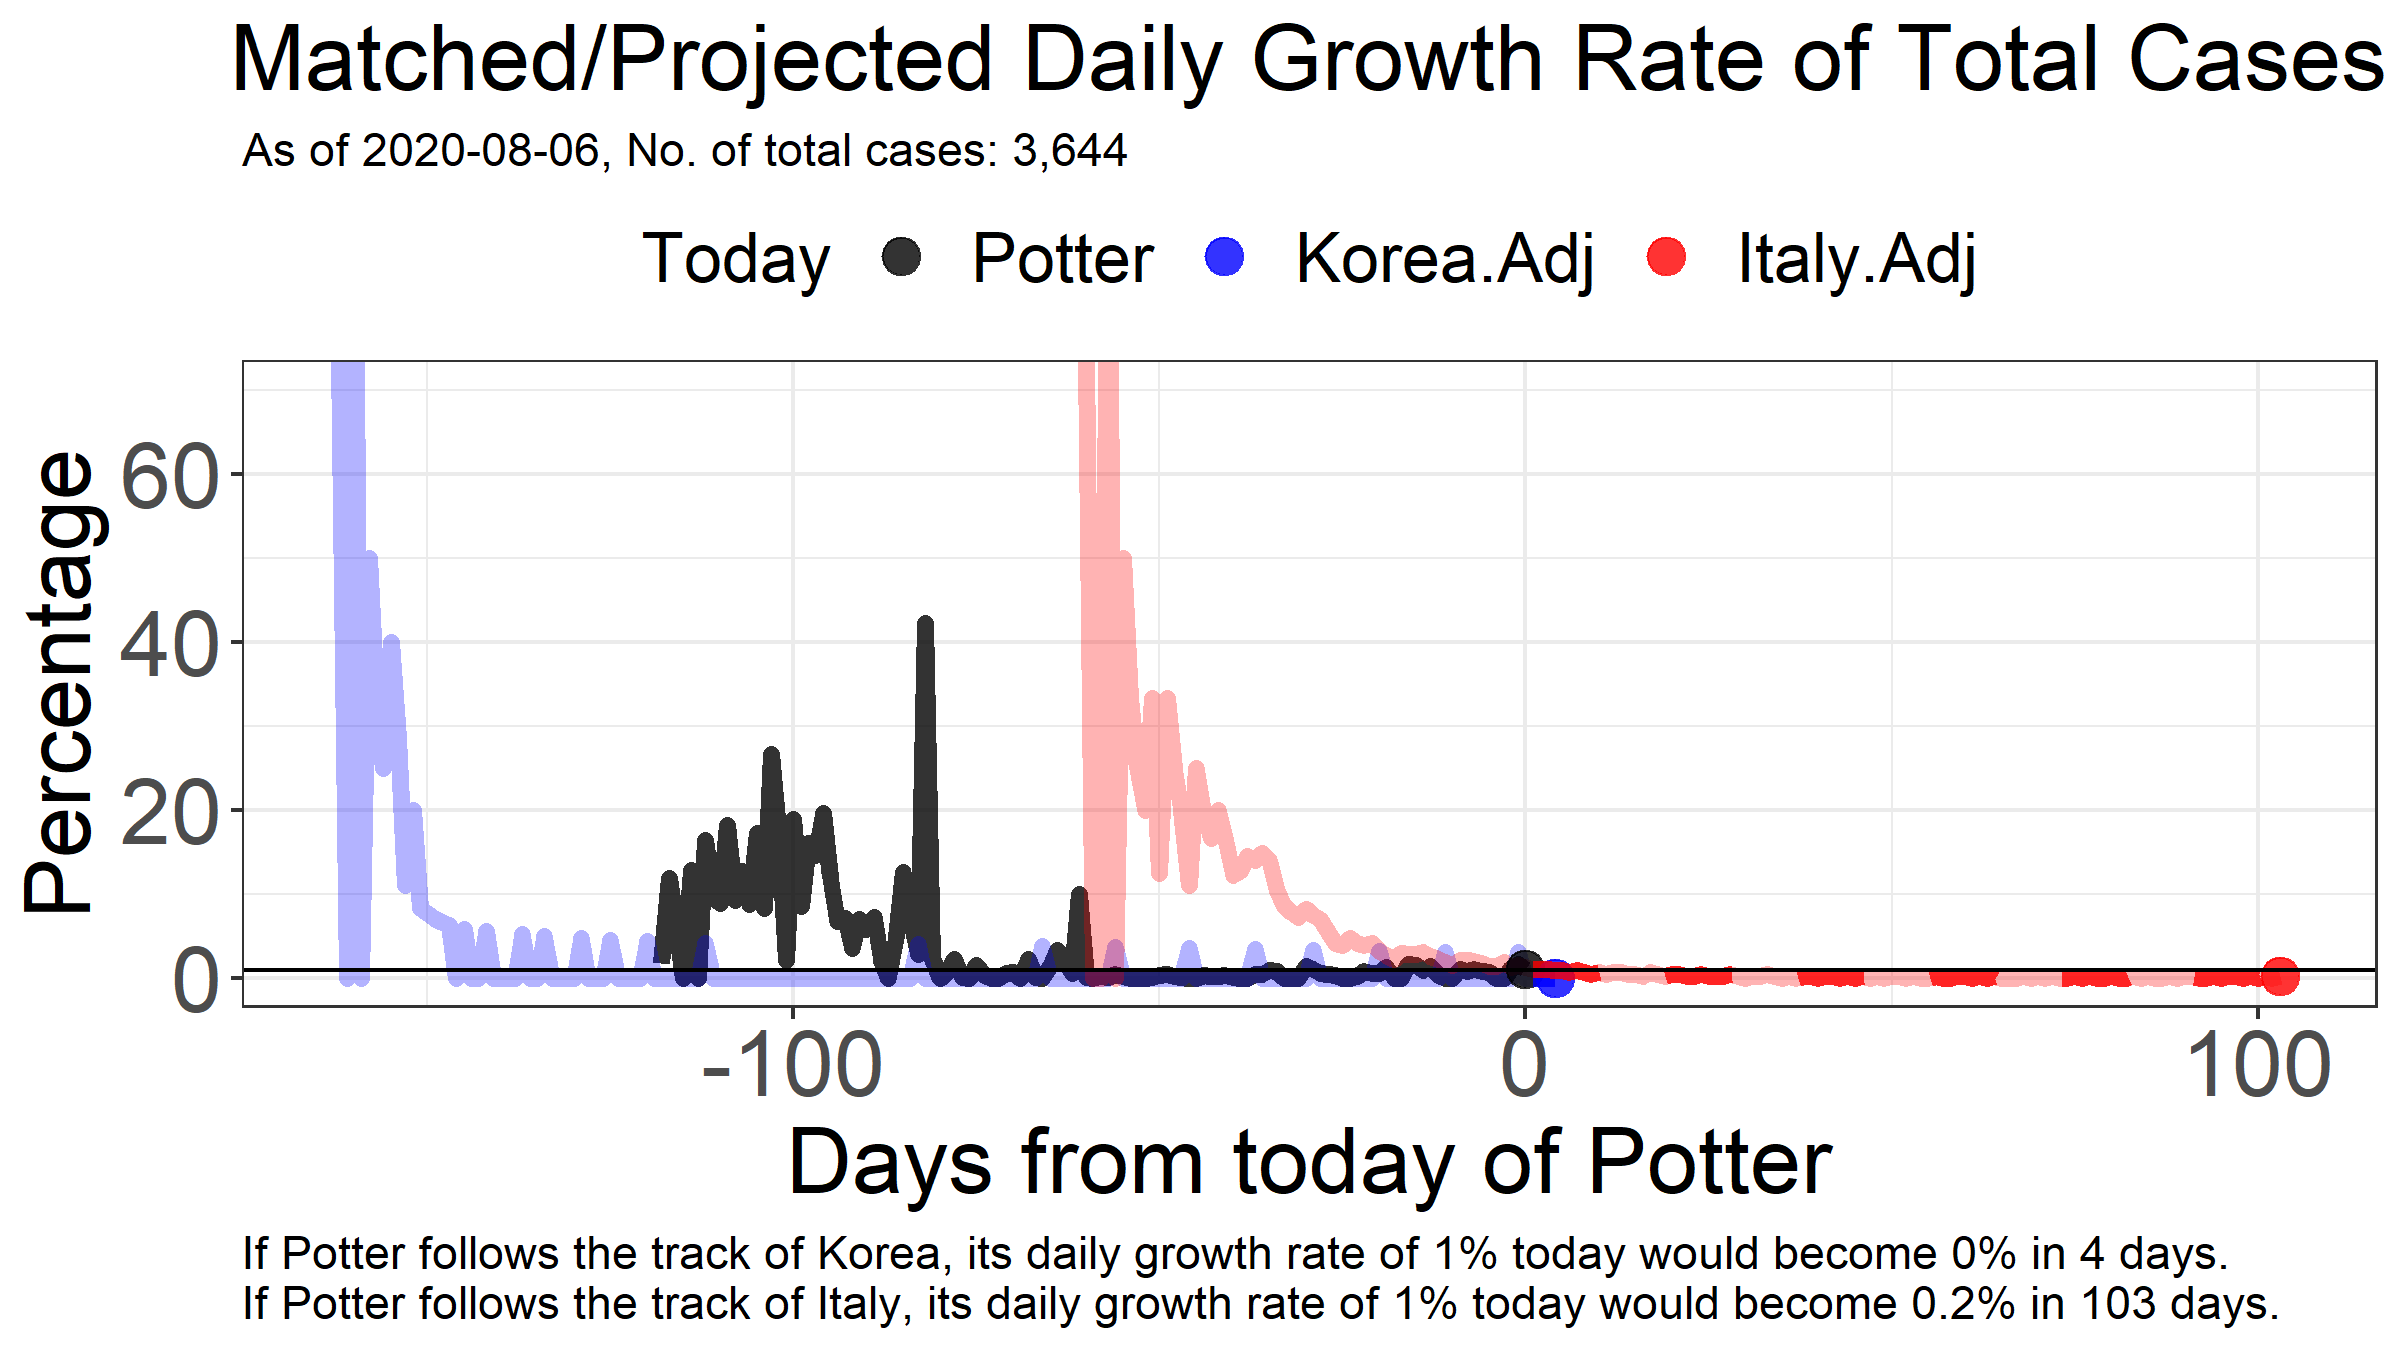 Matched/Projected Daily Growth Rate of Total Cases
As of 2020-08-06, No. of total cases: 3,644
Today Potter Korea.Adj Italy.Adj
Percentage
60
40
20
0
-100 0 100
Days from today of Potter
If Potter follows the track of Korea, its daily growth rate of 1% today would become 0% in 4 days.
If Potter follows the track of Italy, its daily growth rate of 1% today would become 0.2% in 103 days.